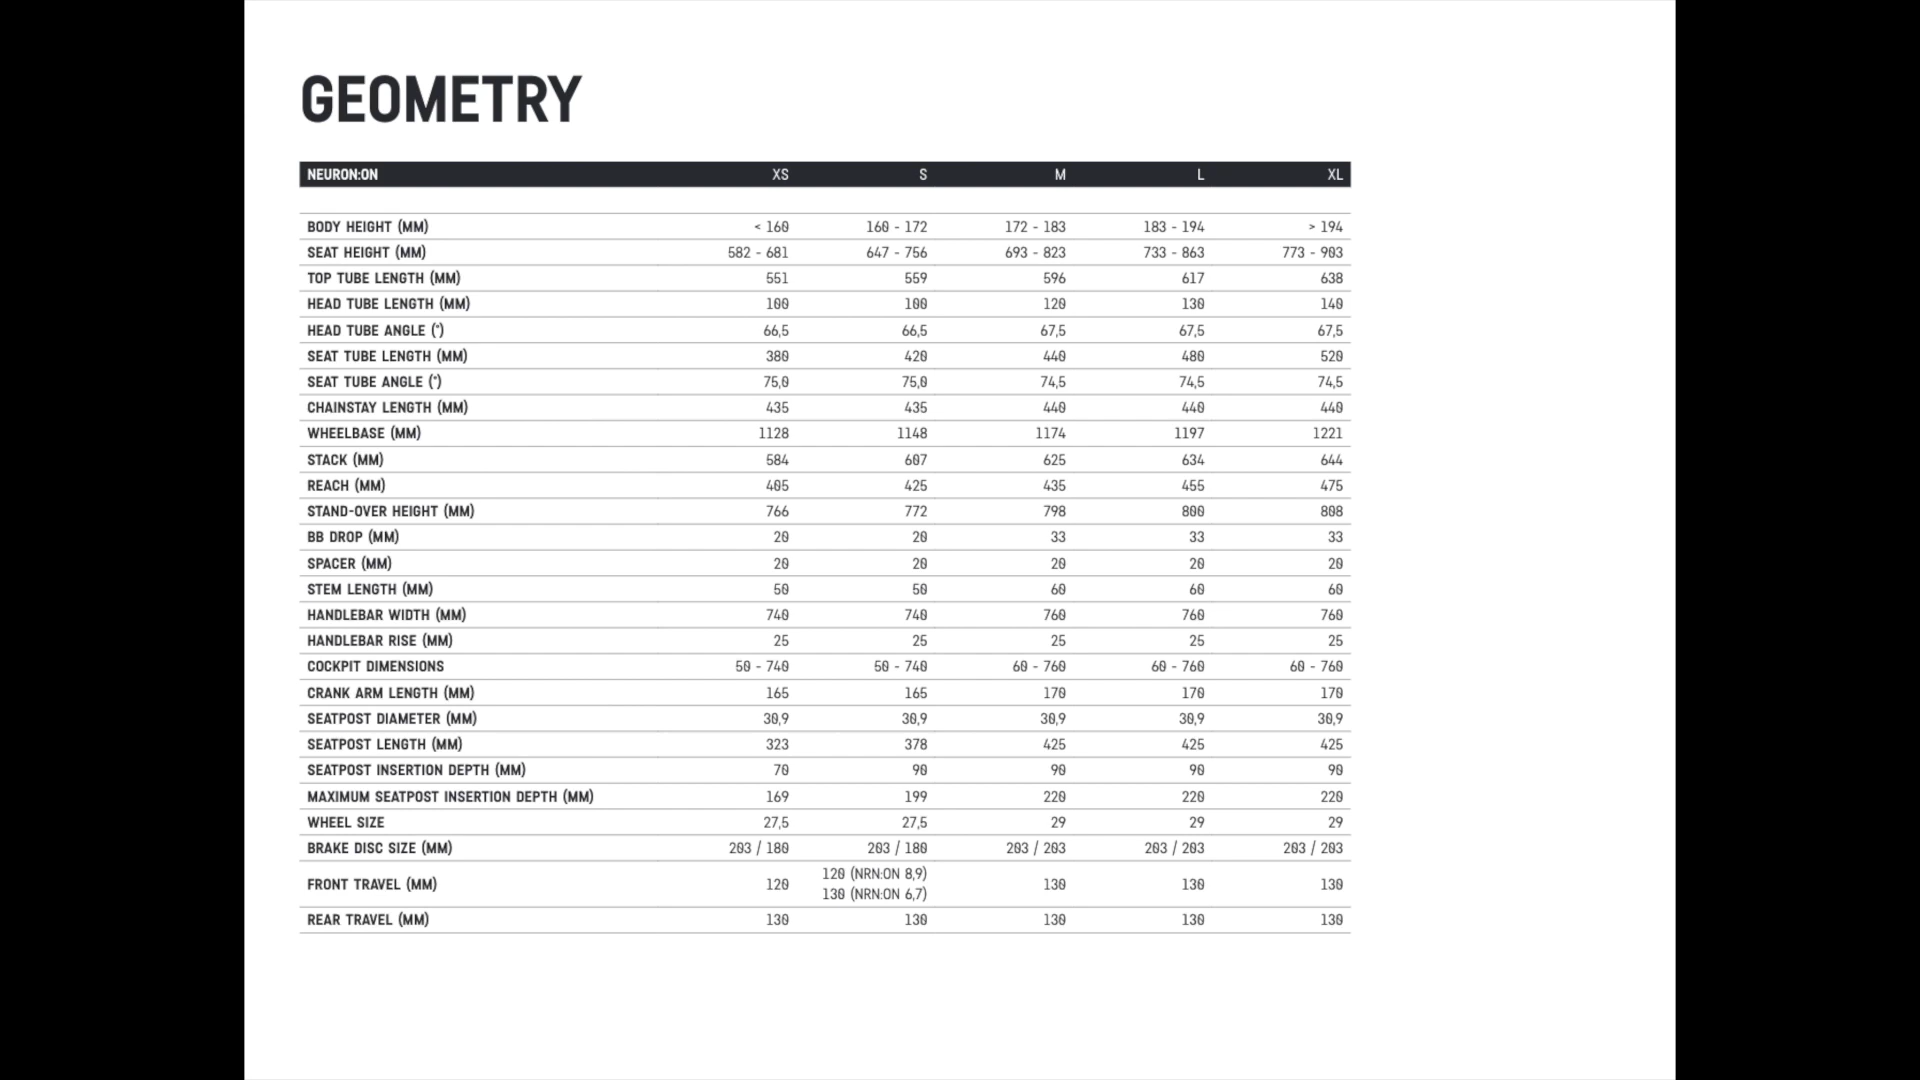 GEOMETRY
NEURON:ON XS S M L XL
BODY HEIGHT (MM) < 160 160 - 172 172 - 183 183 - 194 > 194
SEAT HEIGHT (MM) 582 - 681 647 - 756 693 - 823 733 - 863 773 - 903
TOP TUBE LENGTH (MM) 551 559 596 617 638
HEAD TUBE LENGTH (MM) 100 100 120 130 140
HEAD TUBE ANGLE (°) 66,5 66,5 67,5 67,5 67,5
SEAT TUBE LENGTH (MM) 380 420 440 480 520
SEAT TUBE ANGLE (°) 75,0 75,0 74,5 74,5 74,5
CHAINSTAY LENGTH (MM) 435 435 440 440 440
WHEELBASE (MM) 1128 1148 1174 1197 1221
STACK (MM) 584 607 625 634 644
REACH (MM) 405 425 435 455 475
STAND-OVER HEIGHT (MM) 766 772 798 800 808
BB DROP (MM) 20 20 33 33 33
SPACER (MM) 20 20 20 20 20
STEM LENGTH (MM) 50 50 60 60 60
HANDLEBAR WIDTH (MM) 740 740 760 760 760
HANDLEBAR RISE (MM) 25 25 25 25 25
COCKPIT DIMENSIONS 50 - 740 50 - 740 60 - 760 60 - 760 60 - 760
CRANK ARM LENGTH (MM) 165 165 170 170 170
SEATPOST DIAMETER (MM) 30,9 30,9 30,9 30,9 30,9
SEATPOST LENGTH (MM) 323 378 425 425 425
SEATPOST INSERTION DEPTH (MM) 70 90 90 90 90
MAXIMUM SEATPOST INSERTION DEPTH (MM) 169 199 220 220 220
WHEEL SIZE 27,5 27,5 29 29 29
BRAKE DISC SIZE (MM) 203 / 180 203 / 180 203 / 203 203 / 203 203 / 203
FRONT TRAVEL (MM) 120 120 (NRN:ON 8,9) 130 130 130
130 (NRN:ON 6,7)
REAR TRAVEL (MM) 130 130 130 130 130